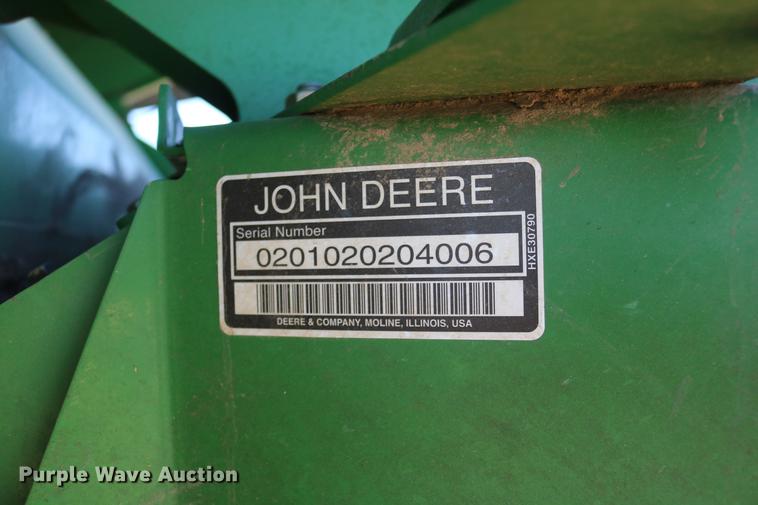 JOHN DEERE
Serial Number
0201020204006
HXE30790
DEERE & COMPANY, MOLINE, ILLINOIS, USA
Purple Wave Auction